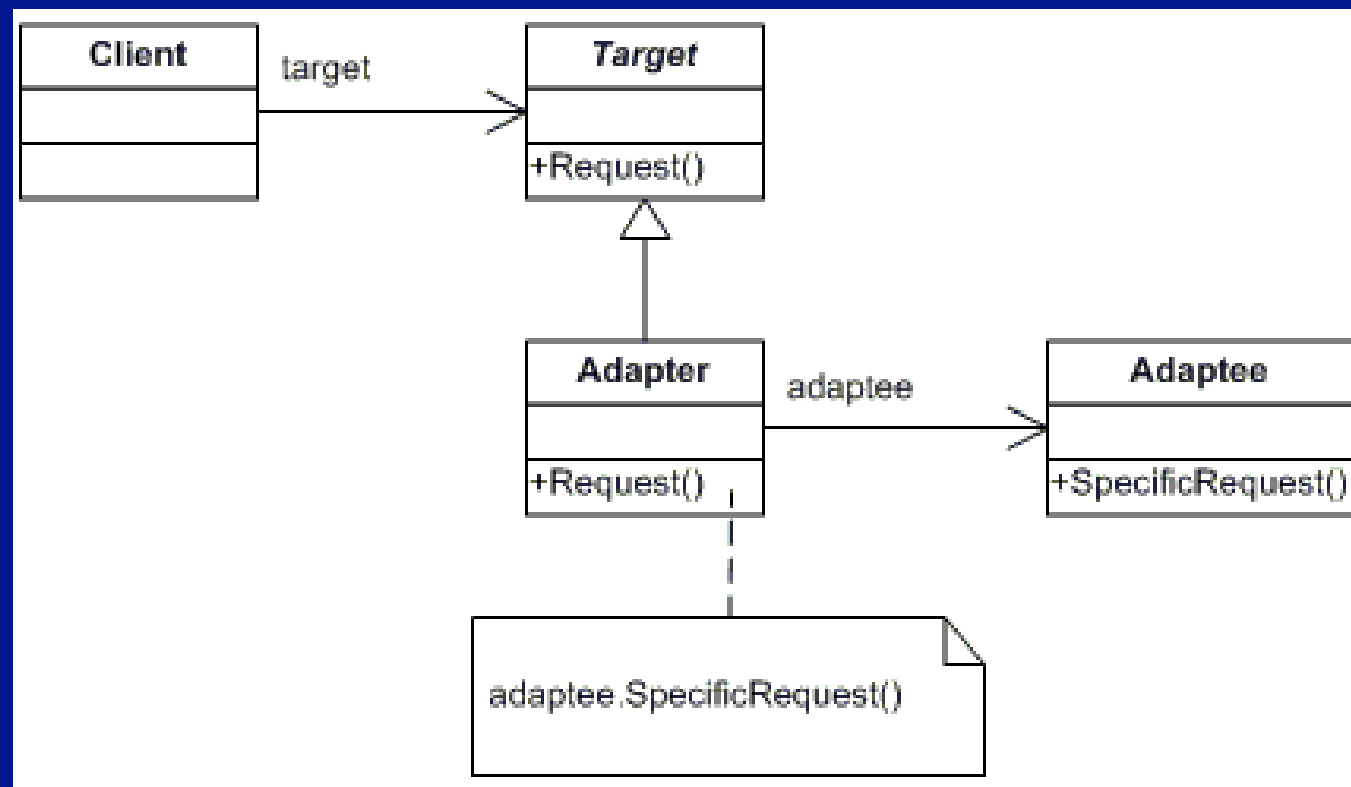 Client
target
Target
+Request()
Adapter
adaptee
Adaptee
+Request()
+SpecificRequest()
adaptee.SpecificRequest()